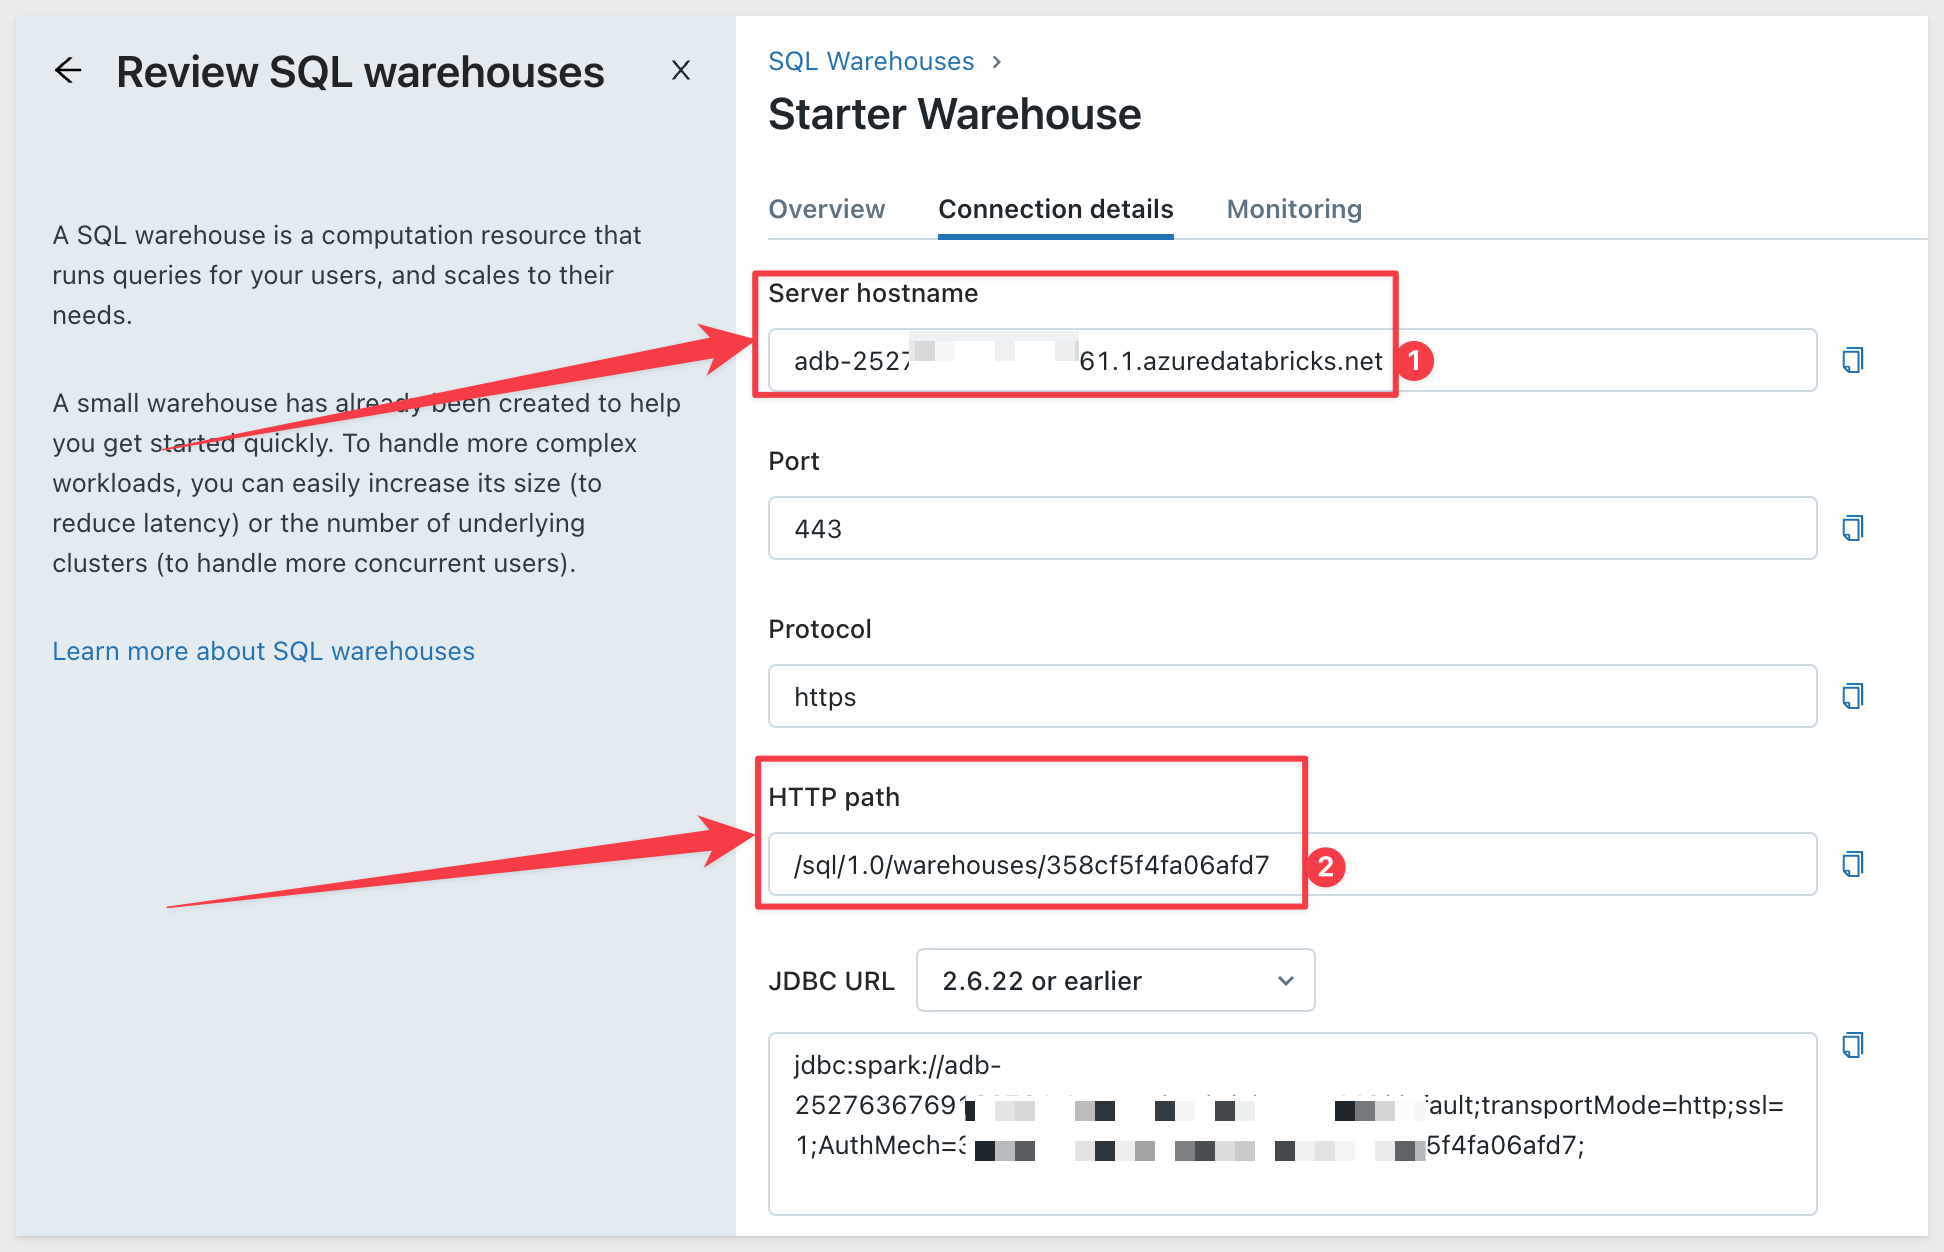 Review SQL warehouses
A SQL warehouse is a computation resource that
runs queries for your users, and scales to their
needs.
A small warehouse has already been created to help
you get started quickly. To handle more complex
workloads, you can easily increase its size (to
reduce latency) or the number of underlying
clusters (to handle more concurrent users).
Learn more about SQL warehouses
SQL Warehouses
Starter Warehouse
Overview Connection details Monitoring
Server hostname
adb-2527 61.1.azuredatabricks.net 1
Port
443
Protocol
https
HTTP path
/sql/1.0/warehouses/358cf5f4fa06afd7 2
JDBC URL 2.6.22 or earlier
jdbc:spark://adb-
25276367691 ault;transportMode=http;ssl=
1;AuthMech= 5f4fa06afd7;